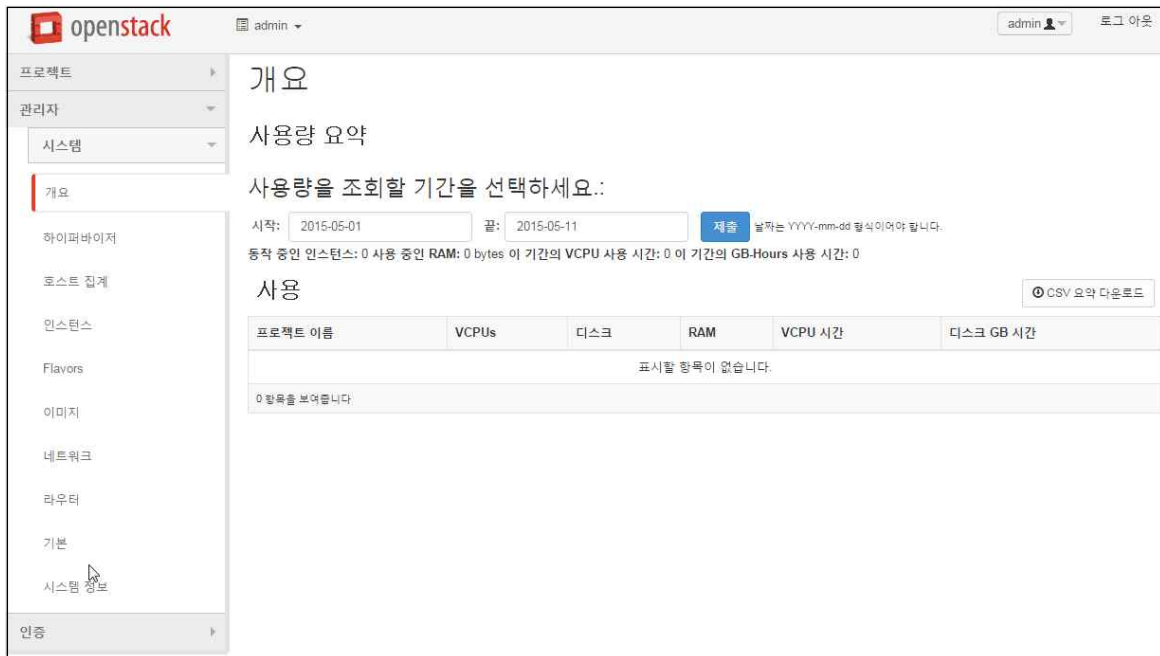 openstack
admin
admin
로그 아웃
프로젝트
관리자
시스템
개요
하이퍼바이저
호스트 집계
인스턴스
Flavors
이미지
네트워크
라우터
기본
시스템 정보
인증
개요
사용량 요약
사용량을 조회할 기간을 선택하세요.:
시작: 2015-05-01 끝: 2015-05-11 제출 날짜는 YYYY-mm-dd 형식이어야 합니다.
동작 중인 인스턴스: 0 사용 중인 RAM: 0 bytes 이 기간의 VCPU 사용 시간: 0 이 기간의 GB-Hours 사용 시간: 0
사용
CSV 요약 다운로드
프로젝트 이름 VCPUs 디스크 RAM VCPU 시간 디스크 GB 시간
표시할 항목이 없습니다.
0 항목을 보여줍니다